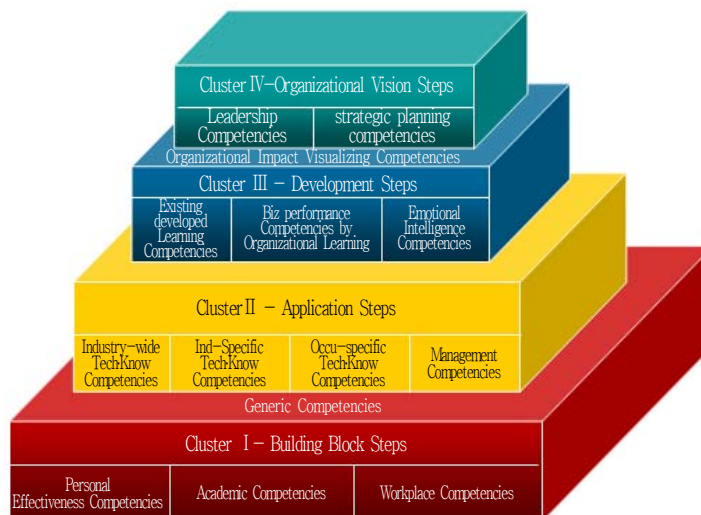 Cluster Ⅳ-Organizational Vision Steps
Leadership
Competencies
strategic planning
competencies
Organizational Impact Visualizing Competencies
Cluster Ⅲ - Development Steps
Existing
developed
Learning
Competencies
Biz performance
Competencies by
Organizational Learning
Emotional
Intelligence
Competencies
Cluster Ⅱ - Application Steps
Industry-wide
Tech-Know
Competencies
Ind-Specific
Tech-Know
Competencies
Occu-specific
Tech-Know
Competencies
Management
Competencies
Generic Competencies
Cluster Ⅰ- Building Block Steps
Personal
Effectiveness Competencies
Academic Competencies
Workplace Competencies